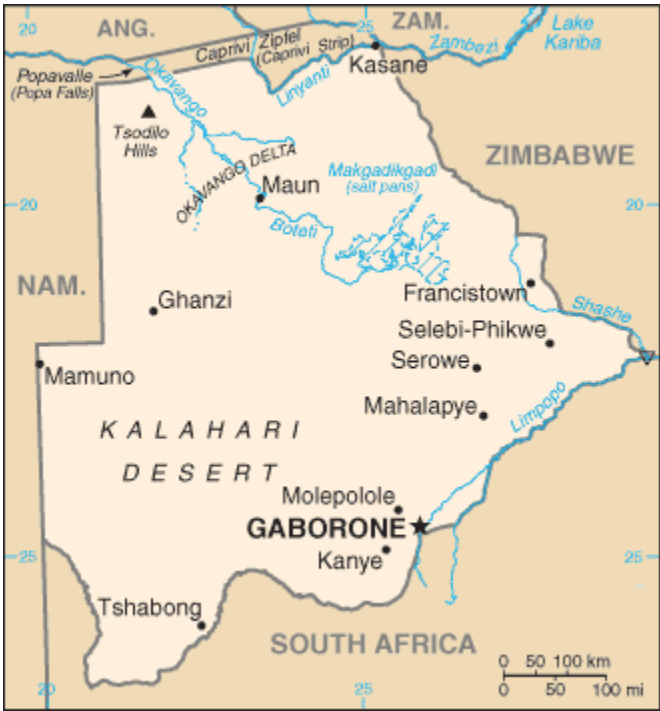 ANG.
ZAM.
20
25
Lake
Kariba
Caprivi Zipfel
(Caprivi Strip)
Zambezi
Kasane
Popavalle
(Popa Falls)
Okavango
Linyanti
Tsodilo
Hills
ZIMBABWE
OKAVANGO DELTA
Makgadikgadi
(salt pans)
Maun
20
20
Boteti
NAM.
Ghanzi
Francistown
Shashe
Selebi-Phikwe
Serowe
Mamuno
Mahalapye
Limpopo
KALAHARI
DESERT
Molepolole
GABORONE
Kanye
25
25
Tshabong
SOUTH AFRICA
0 50 100 km
0 50 100 mi
20
25